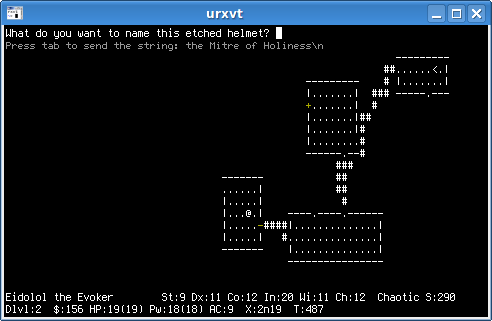 urxvt
What do you want to name this etched helmet?
Press tab to send the string: the Mitre of Holiness\n
---------
##......<.|
--------- # |.......|
|.......| ### -----.---
+.......| #
|.......|##
|.......|#
|........#
------.--#
###
------- ##
......| ##
|.....| #
|...@.| ----.----.------
|.....-####|...............|
|.....| #................|
------- |...............|
----------------
Eidolol the Evoker St:9 Dx:11 Co:12 In:20 Wi:11 Ch:12 Chaotic S:290
Dlvl:2 $:156 HP:19(19) Pw:18(18) AC:9 X:2n19 T:487